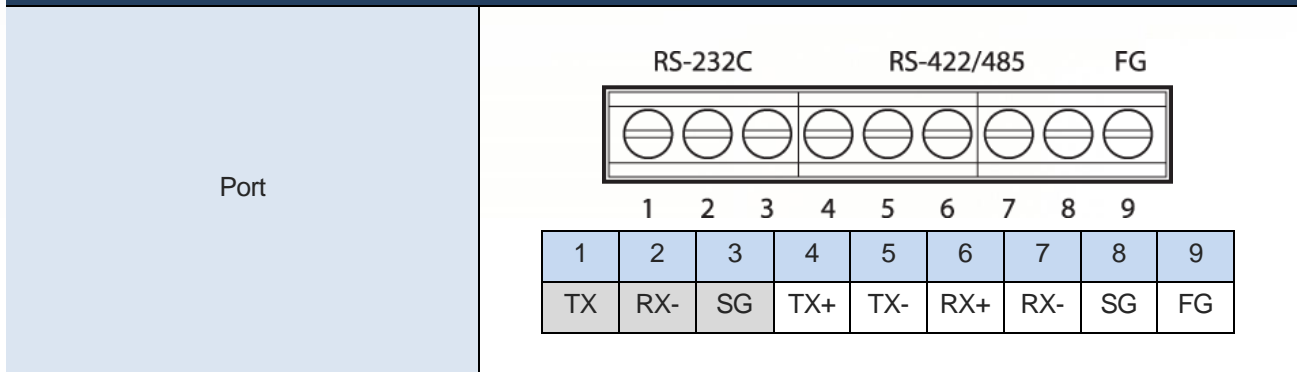 RS-232C RS-422/485 FG
Port
1 2 3 4 5 6 7 8 9
1 2 3 4 5 6 7 8 9
TX RX- SG TX+ TX- RX+ RX- SG FG